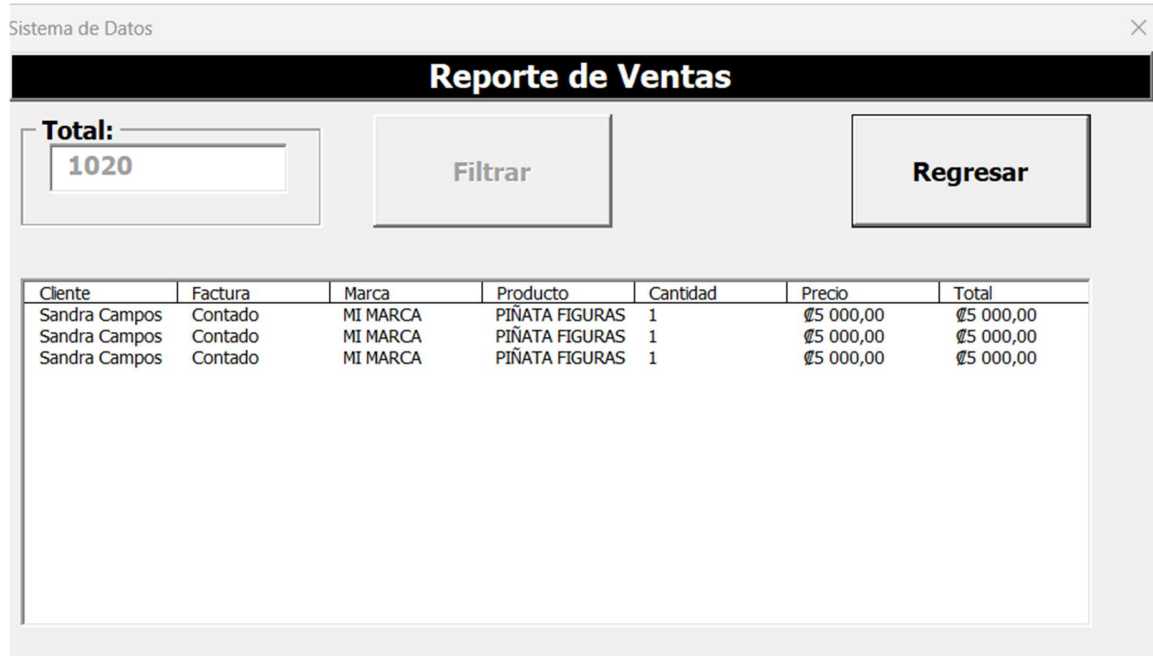 Sistema de Datos
Reporte de Ventas
Total:
1020
Filtrar
Regresar
Cliente Factura Marca Producto Cantidad Precio Total
Sandra Campos Contado MI MARCA PIÑATA FIGURAS 1 ₡5 000,00 ₡5 000,00
Sandra Campos Contado MI MARCA PIÑATA FIGURAS 1 ₡5 000,00 ₡5 000,00
Sandra Campos Contado MI MARCA PIÑATA FIGURAS 1 ₡5 000,00 ₡5 000,00